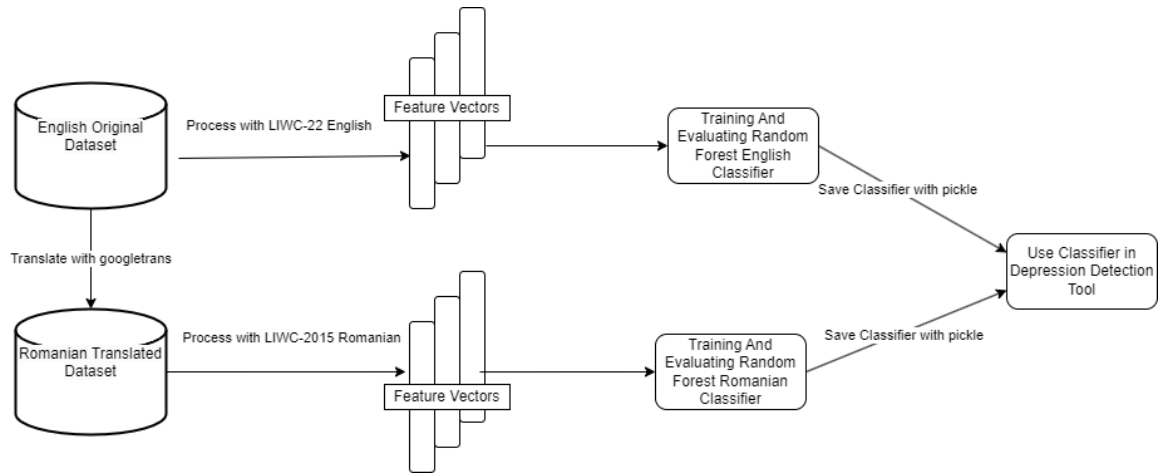 English Original
Dataset
Process with LIWC-22 English
Feature Vectors
Training And
Evaluating Random
Forest English
Classifier
Save Classifier with pickle
Translate with googletrans
Use Classifier in
Depression Detection
Tool
Romanian Translated
Dataset
Process with LIWC-2015 Romanian
Feature Vectors
Training And
Evaluating Random
Forest Romanian
Classifier
Save Classifier with pickle